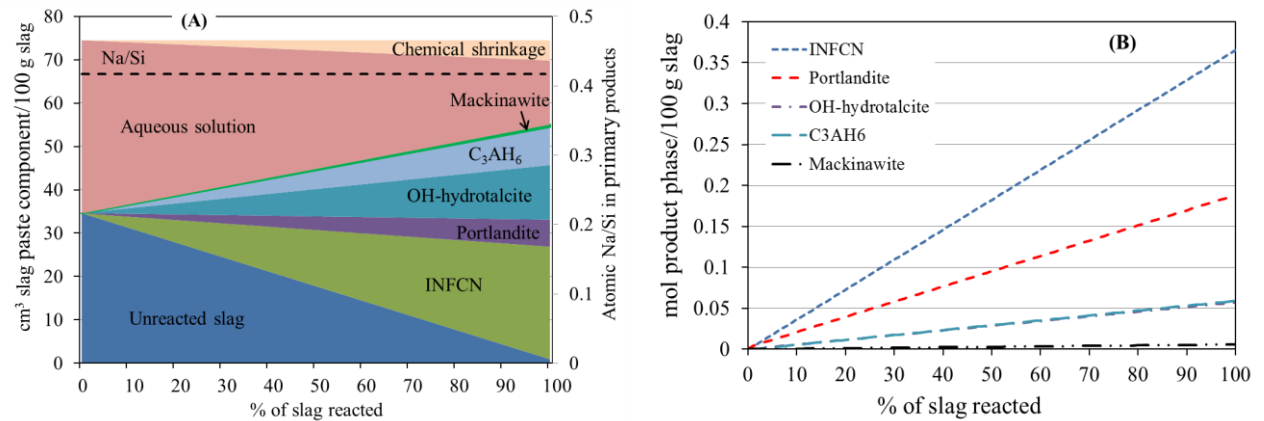 (A)
80
70
60
50
40
30
20
10
0
cm³ slag paste component/100 g slag
0.5
0.4
0.3
0.2
0.1
0
Atomic Na/Si in primary products
Chemical shrinkage
Na/Si
Mackinawite
Aqueous solution
C₃AH₆
OH-hydrotalcite
Portlandite
INFCN
Unreacted slag
0 10 20 30 40 50 60 70 80 90 100
% of slag reacted
(B)
0.4
0.35
0.3
0.25
0.2
0.15
0.1
0.05
0
mol product phase/100 g slag
INFCN
Portlandite
OH-hydrotalcite
C3AH6
Mackinawite
0 10 20 30 40 50 60 70 80 90 100
% of slag reacted